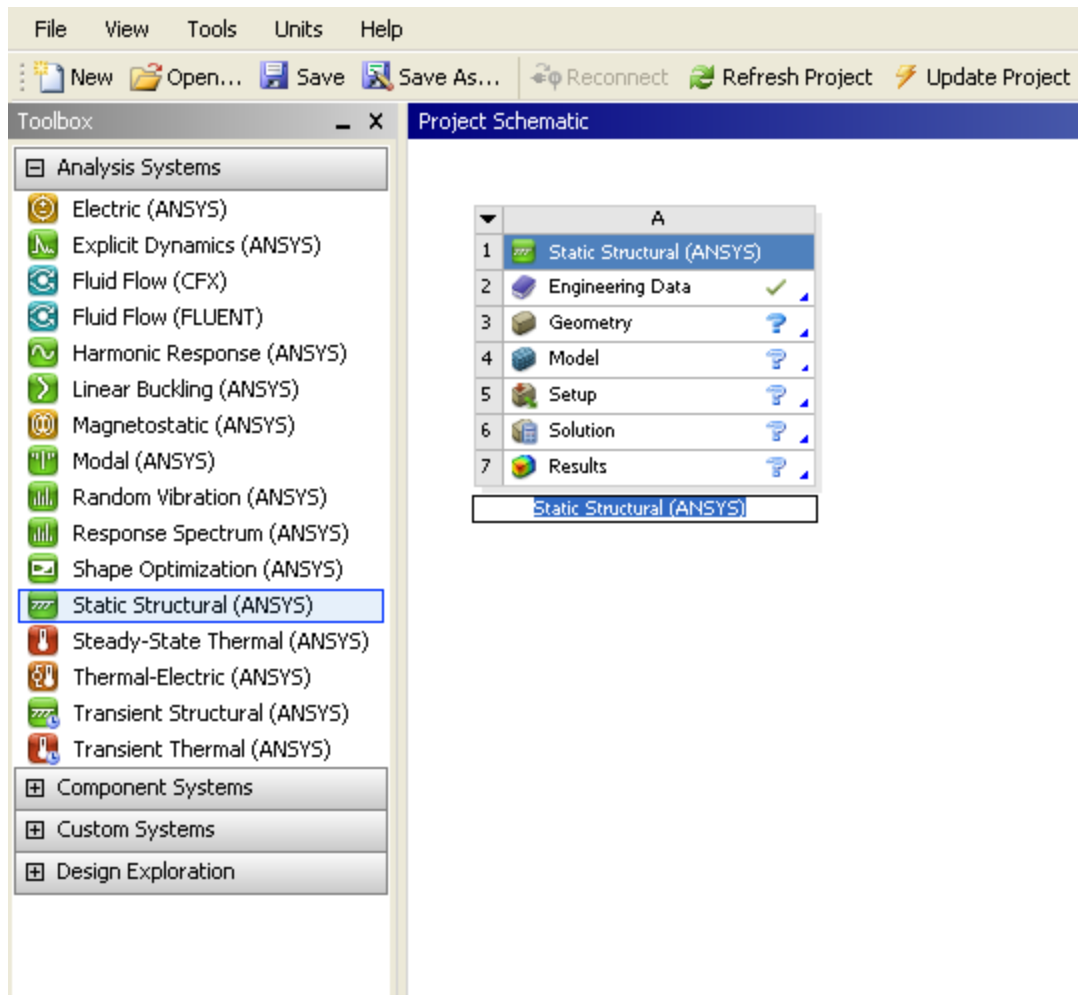 File View Tools Units Help
New Open... Save Save As... Reconnect Refresh Project Update Project
Toolbox
Analysis Systems
Electric (ANSYS)
Explicit Dynamics (ANSYS)
Fluid Flow (CFX)
Fluid Flow (FLUENT)
Harmonic Response (ANSYS)
Linear Buckling (ANSYS)
Magnetostatic (ANSYS)
Modal (ANSYS)
Random Vibration (ANSYS)
Response Spectrum (ANSYS)
Shape Optimization (ANSYS)
Static Structural (ANSYS)
Steady-State Thermal (ANSYS)
Thermal-Electric (ANSYS)
Transient Structural (ANSYS)
Transient Thermal (ANSYS)
Component Systems
Custom Systems
Design Exploration
Project Schematic
A
1 Static Structural (ANSYS)
2 Engineering Data
3 Geometry ?
4 Model ?
5 Setup ?
6 Solution ?
7 Results ?
Static Structural (ANSYS)